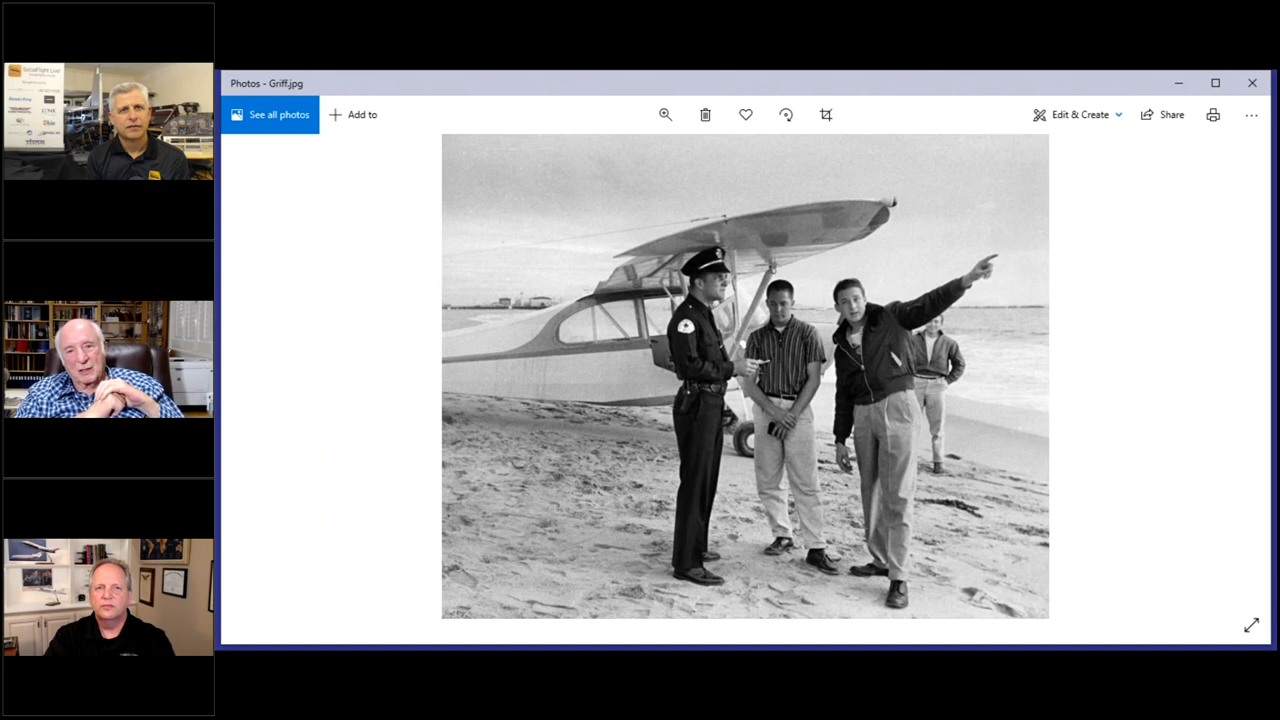 SocialFlight Live!
Photos - Griff.jpg
See all photos
Add to
Edit & Create
Share